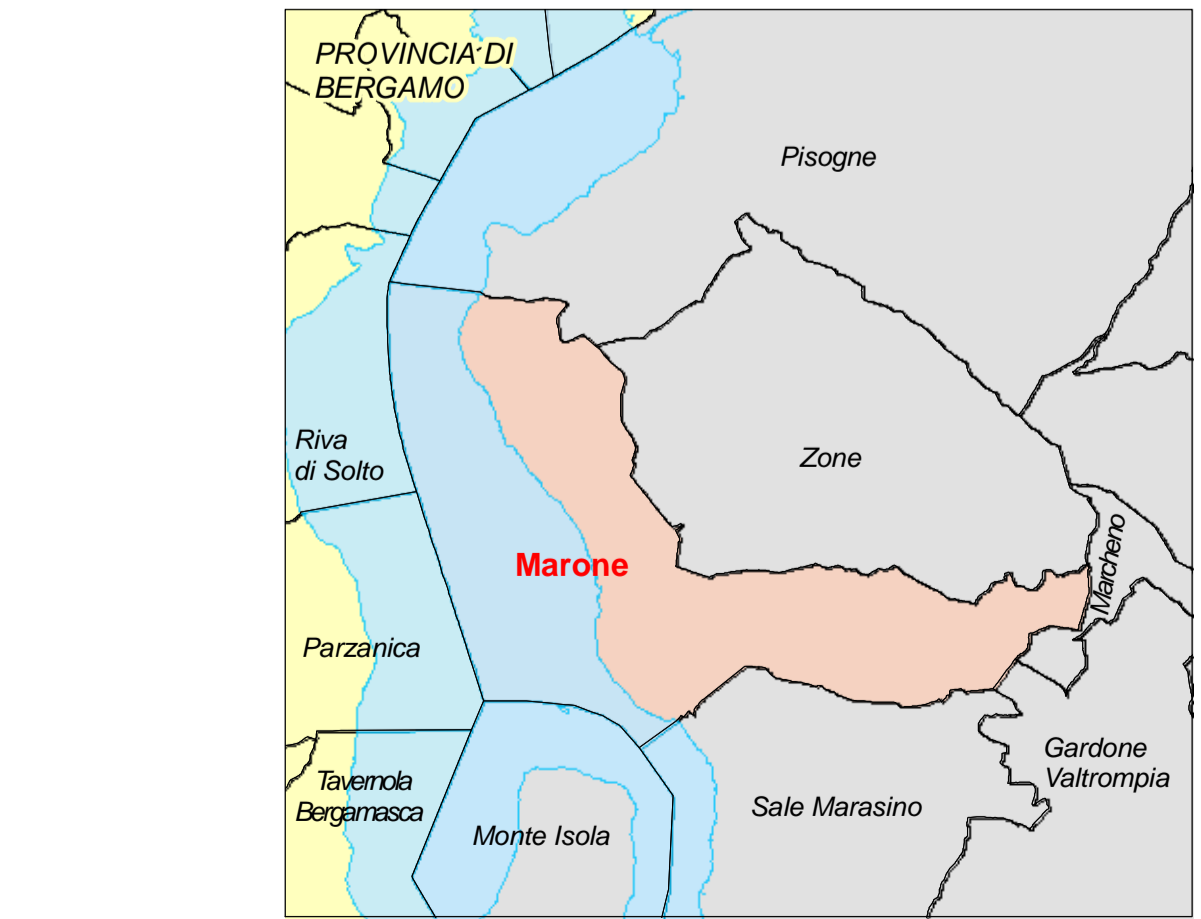 PROVINCIA DI
BERGAMO
Pisogne
Riva
di Solto
Zone
Marcheno
Marone
Parzanica
Gardone
Valtrompia
Tavernola
Bergamasca
Sale Marasino
Monte Isola